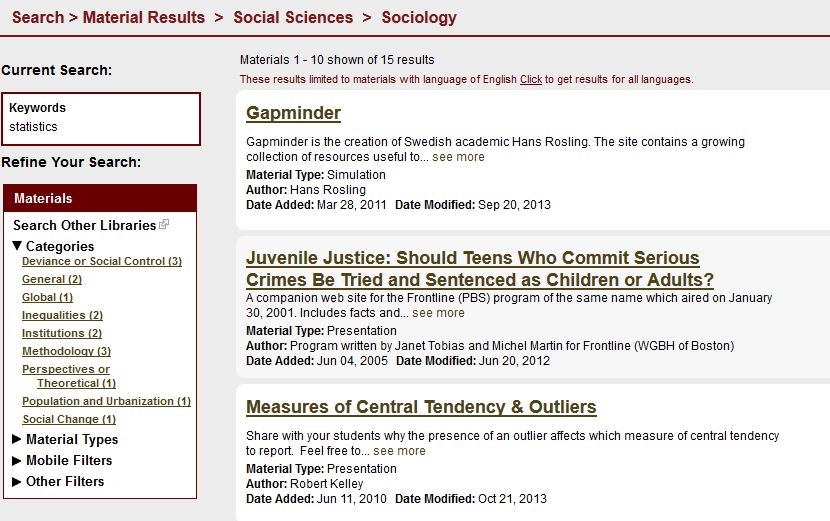 Search > Material Results > Social Sciences > Sociology
Current Search:
Keywords
statistics
Refine Your Search:
Materials
Search Other Libraries
Categories
Deviance or Social Control (3)
General (2)
Global (1)
Inequalities (2)
Institutions (2)
Methodology (3)
Perspectives or
Theoretical (1)
Population and Urbanization (1)
Social Change (1)
Material Types
Mobile Filters
Other Filters
Materials 1 - 10 shown of 15 results
These results limited to materials with language of English Click to get results for all languages.
Gapminder
Gapminder is the creation of Swedish academic Hans Rosling. The site contains a growing
collection of resources useful to... see more
Material Type: Simulation
Author: Hans Rosling
Date Added: Mar 28, 2011 Date Modified: Sep 20, 2013
Juvenile Justice: Should Teens Who Commit Serious
Crimes Be Tried and Sentenced as Children or Adults?
A companion web site for the Frontline (PBS) program of the same name which aired on January
30, 2001. Includes facts and... see more
Material Type: Presentation
Author: Program written by Janet Tobias and Michel Martin for Frontline (WGBH of Boston)
Date Added: Jun 04, 2005 Date Modified: Jun 20, 2012
Measures of Central Tendency & Outliers
Share with your students why the presence of an outlier affects which measure of central tendency
to report. Feel free to... see more
Material Type: Presentation
Author: Robert Kelley
Date Added: Jun 11, 2010 Date Modified: Oct 21, 2013